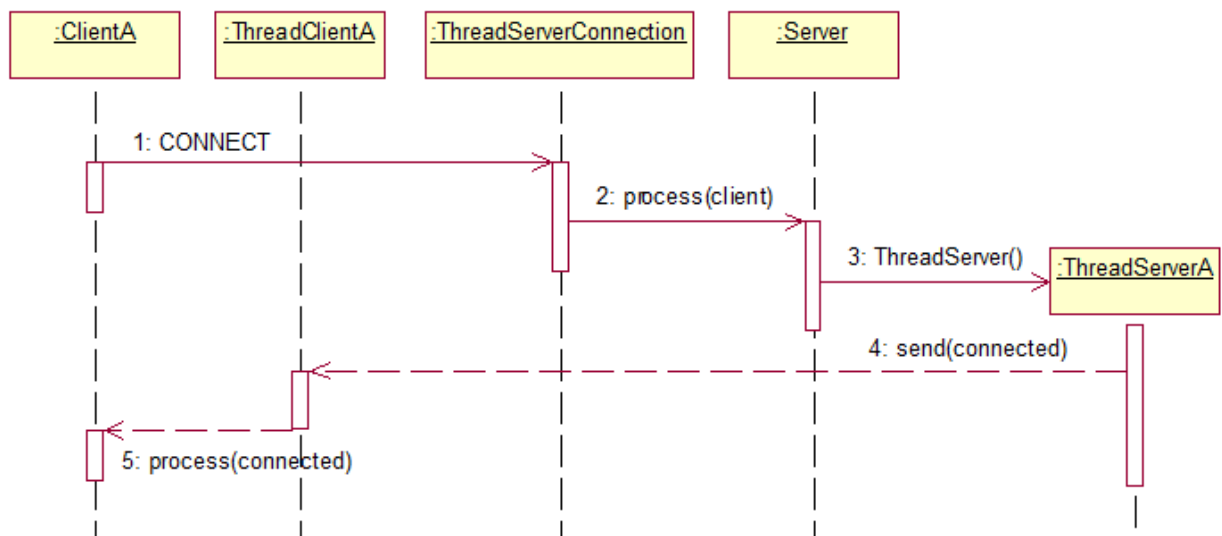 :ClientA
:ThreadClientA
:ThreadServerConnection
:Server
1: CONNECT
2: process(client)
3: ThreadServer()
:ThreadServerA
4: send(connected)
5: process(connected)